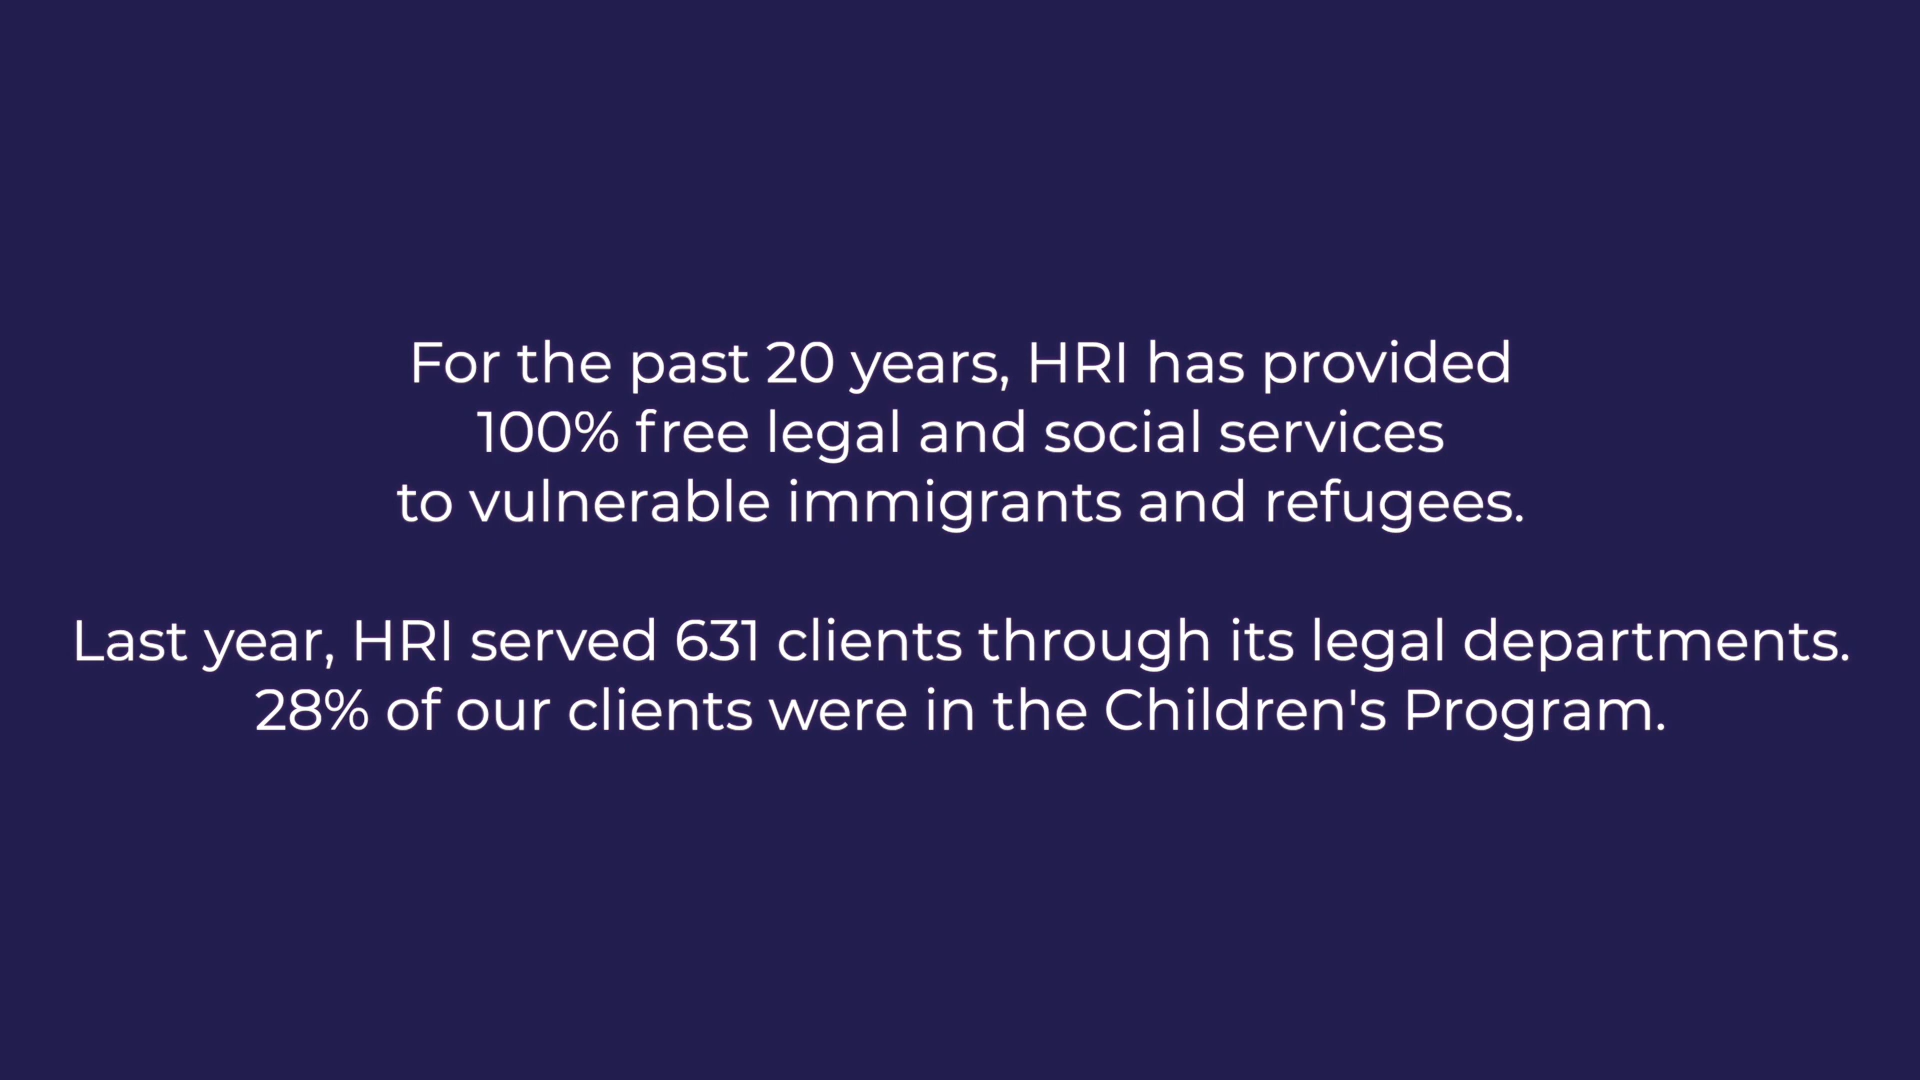 For the past 20 years, HRI has provided
100% free legal and social services
to vulnerable immigrants and refugees.
Last year, HRI served 631 clients through its legal departments.
28% of our clients were in the Children's Program.